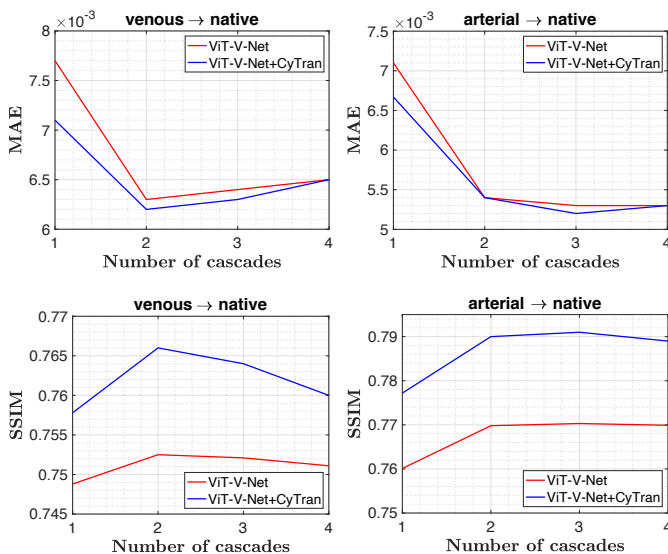 venous → native
8 ×10⁻³
7.5
7
6.5
6
MAE
1 2 3 4
Number of cascades
ViT-V-Net
ViT-V-Net+CyTran
arterial → native
7.5 ×10⁻³
7
6.5
6
5.5
5
MAE
1 2 3 4
Number of cascades
ViT-V-Net
ViT-V-Net+CyTran
venous → native
0.77
0.765
0.76
0.755
0.75
0.745
SSIM
1 2 3 4
Number of cascades
ViT-V-Net
ViT-V-Net+CyTran
arterial → native
0.79
0.78
0.77
0.76
0.75
SSIM
1 2 3 4
Number of cascades
ViT-V-Net
ViT-V-Net+CyTran